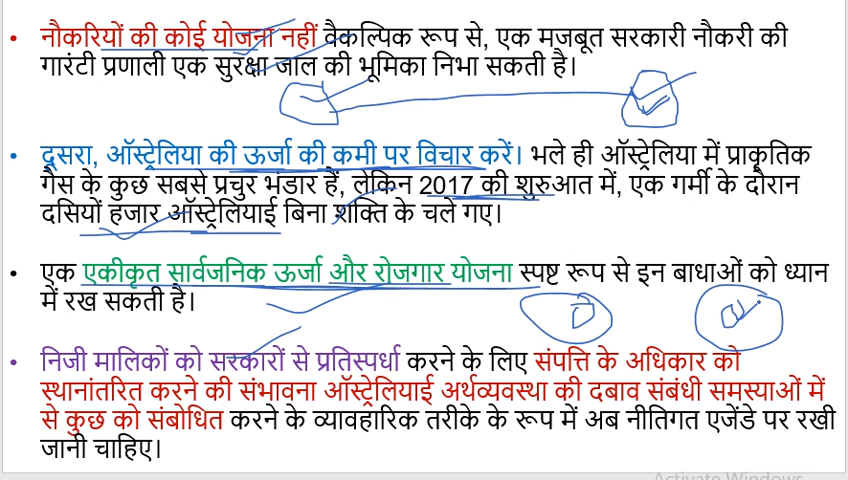 • नौकरियों की कोई योजना नहीं वैकल्पिक रूप से, एक मजबूत सरकारी नौकरी की
गारंटी प्रणाली एक सुरक्षा जाल की भूमिका निभा सकती है।
• दूसरा, ऑस्ट्रेलिया की ऊर्जा की कमी पर विचार करें। भले ही ऑस्ट्रेलिया में प्राकृतिक
गैस के कुछ सबसे प्रचुर भंडार हैं, लेकिन 2017 की शुरुआत में, एक गर्मी के दौरान
दसियों हजार ऑस्ट्रेलियाई बिना शक्ति के चले गए।
• एक एकीकृत सार्वजनिक ऊर्जा और रोजगार योजना स्पष्ट रूप से इन बाधाओं को ध्यान
में रख सकती है।
• निजी मालिकों को सरकारों से प्रतिस्पर्धा करने के लिए संपत्ति के अधिकार को
स्थानांतरित करने की संभावना ऑस्ट्रेलियाई अर्थव्यवस्था की दबाव संबंधी समस्याओं में
से कुछ को संबोधित करने के व्यावहारिक तरीके के रूप में अब नीतिगत एजेंडे पर रखी
जानी चाहिए।
Activate Windows